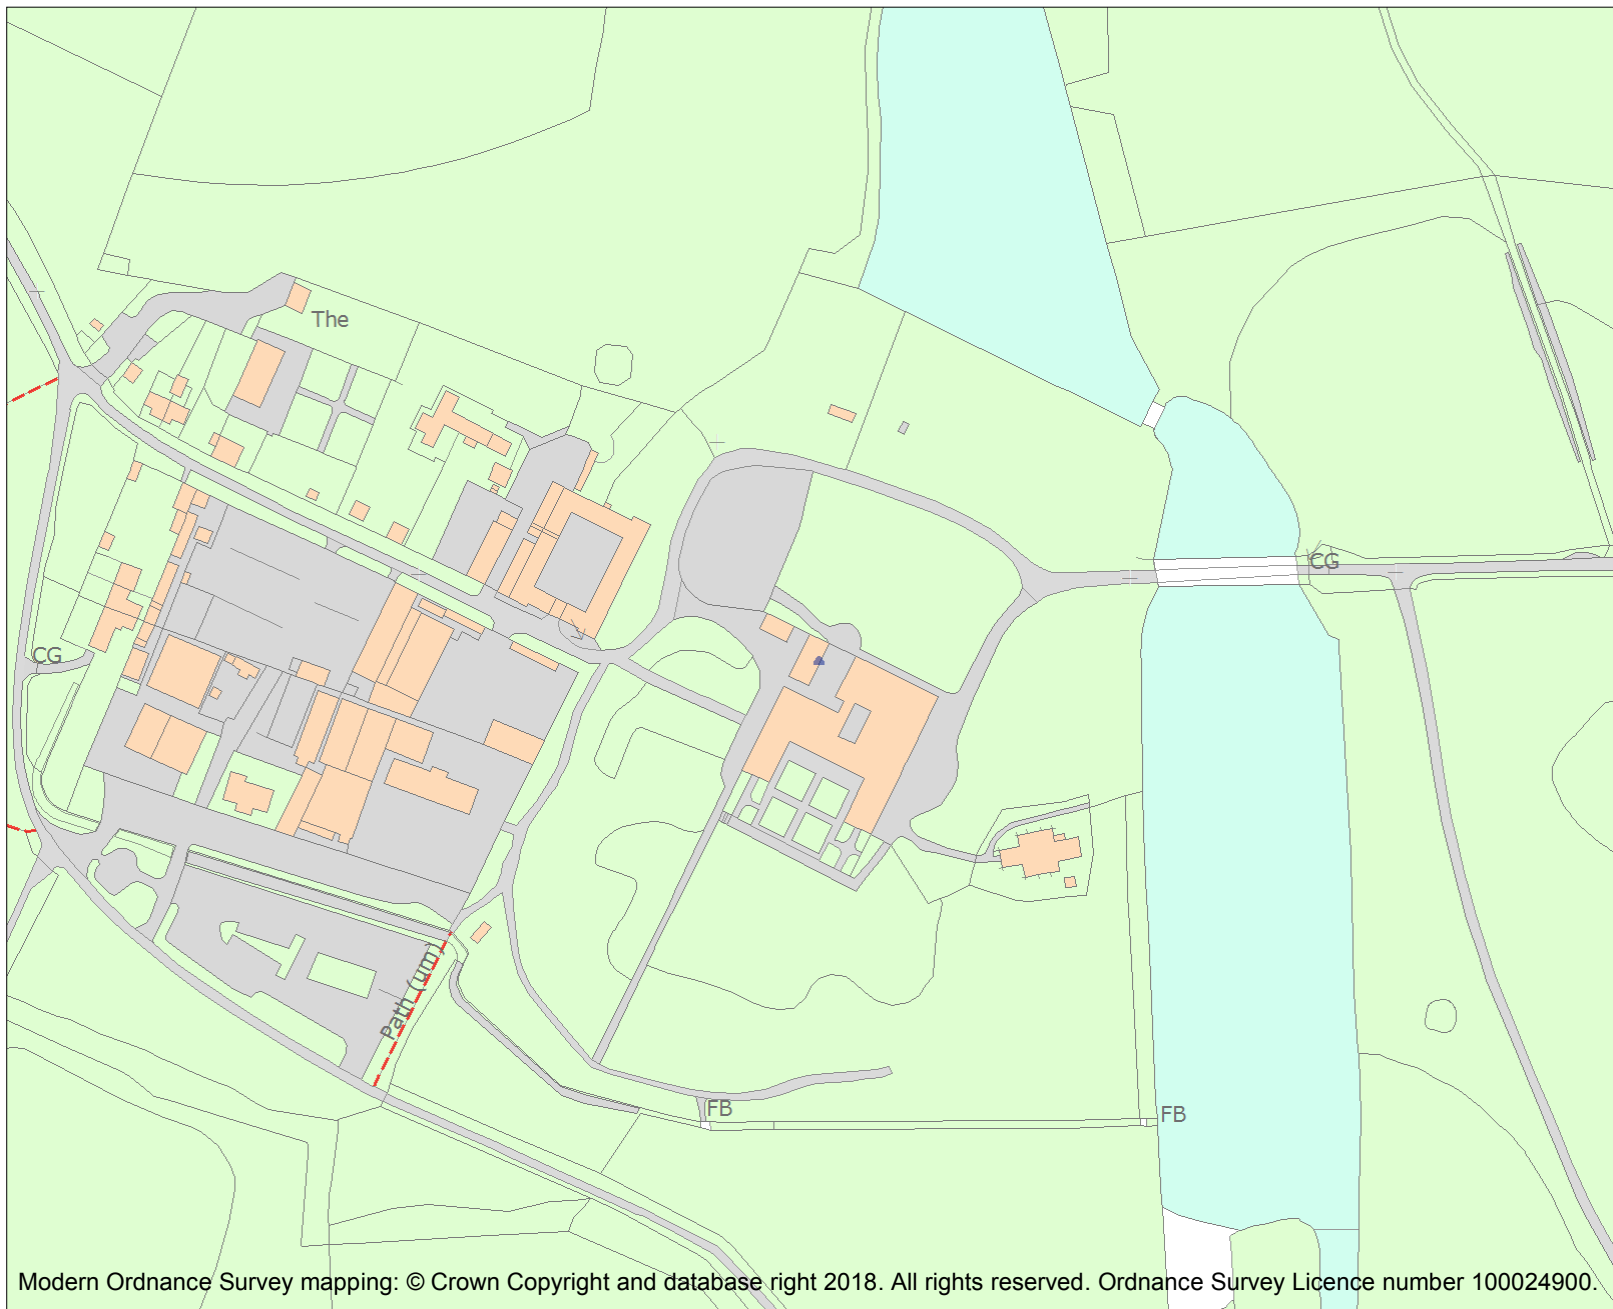 The
CG
CG
Path (um)
FB
FB
Modern Ordnance Survey mapping: © Crown Copyright and database right 2018. All rights reserved. Ordnance Survey Licence number 100024900.